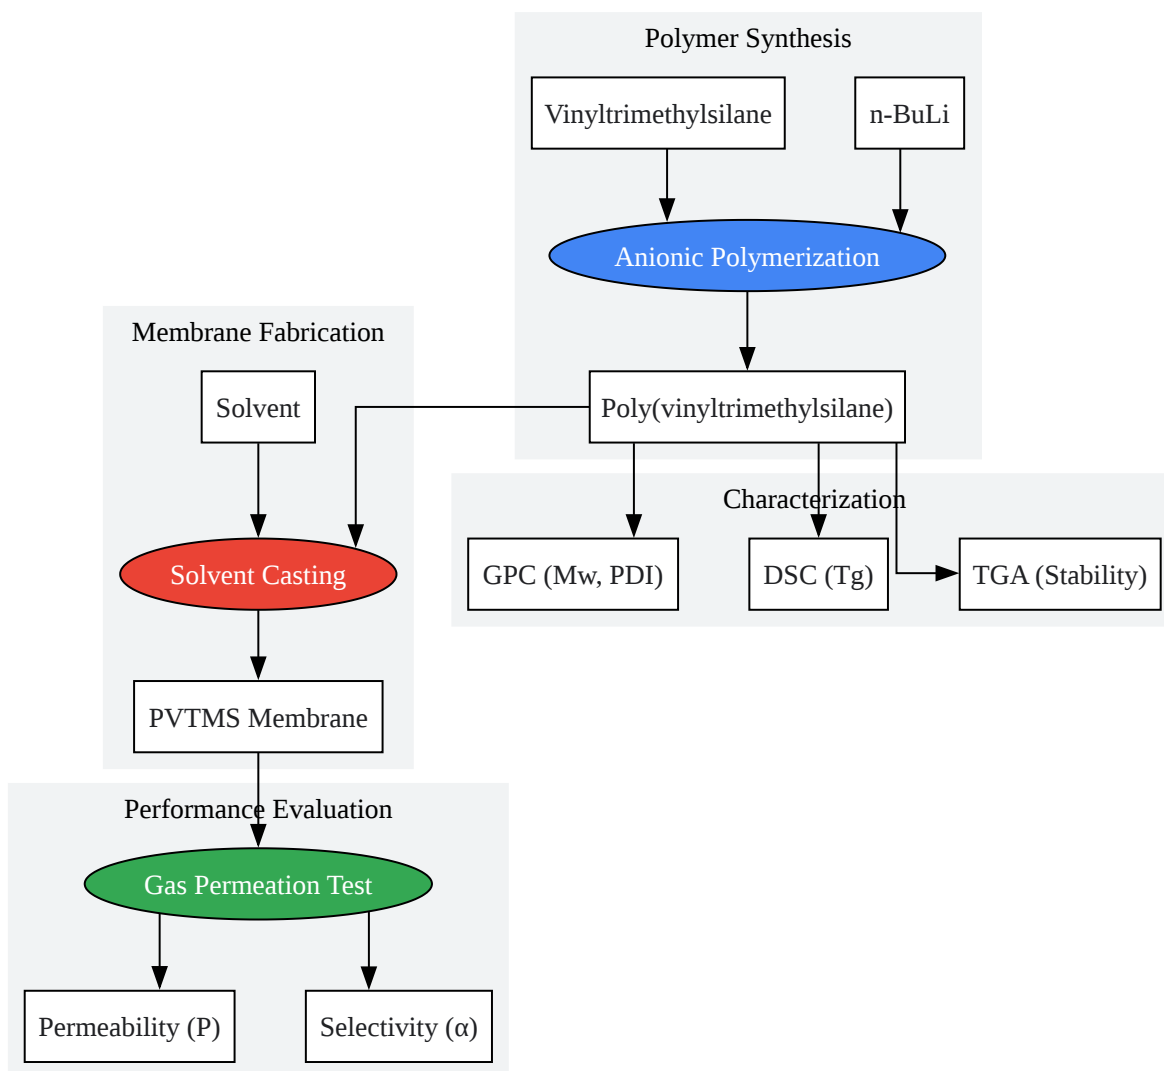 Polymer Synthesis
Vinyltrimethylsilane
n-BuLi
Anionic Polymerization
Poly(vinyltrimethylsilane)
Membrane Fabrication
Solvent
Solvent Casting
PVTMS Membrane
Characterization
GPC (Mw, PDI)
DSC (Tg)
TGA (Stability)
Performance Evaluation
Gas Permeation Test
Permeability (P)
Selectivity (α)